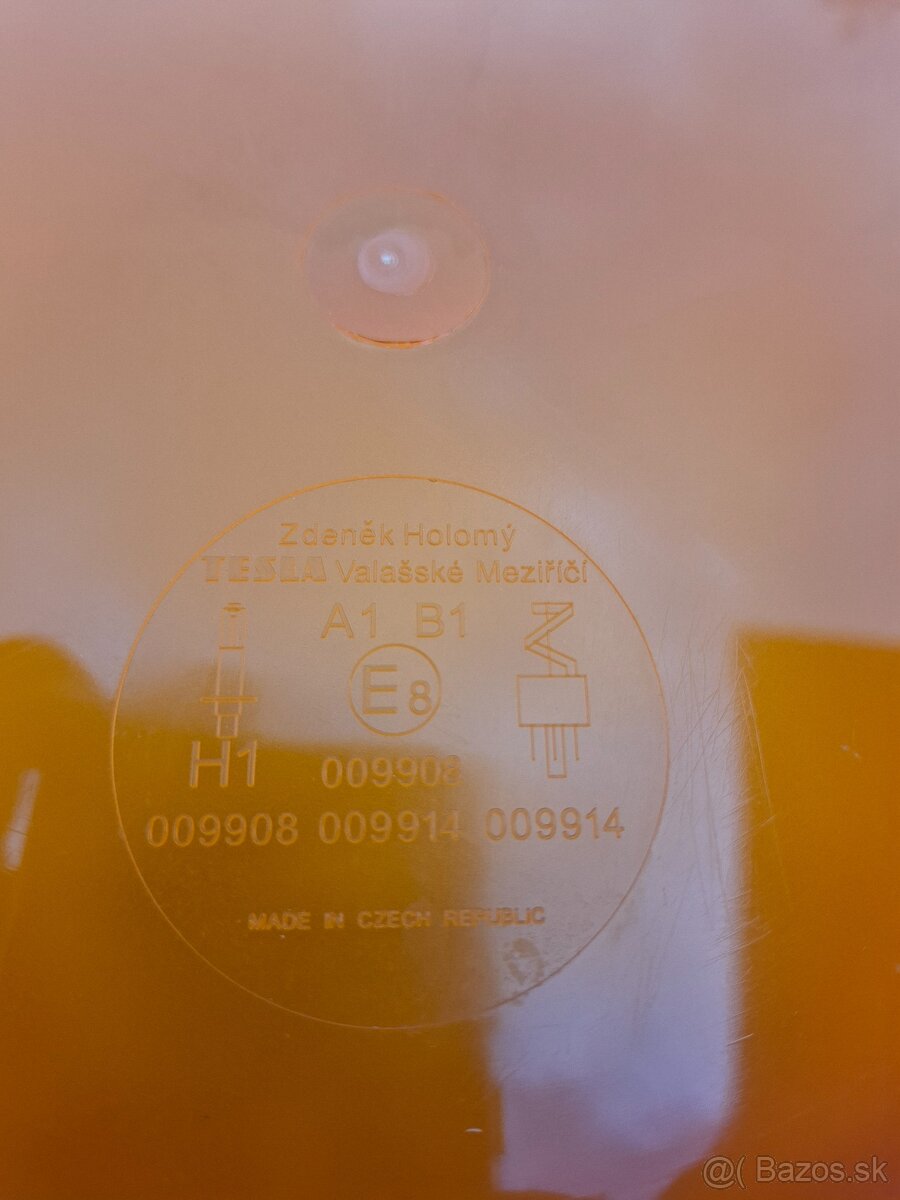 Zdeněk Holomý
TESLA Valašské Meziříčí
A1 B1
E8
H1
009908
009908 009914 009914
MADE IN CZECH REPUBLIC
@( Bazos.sk